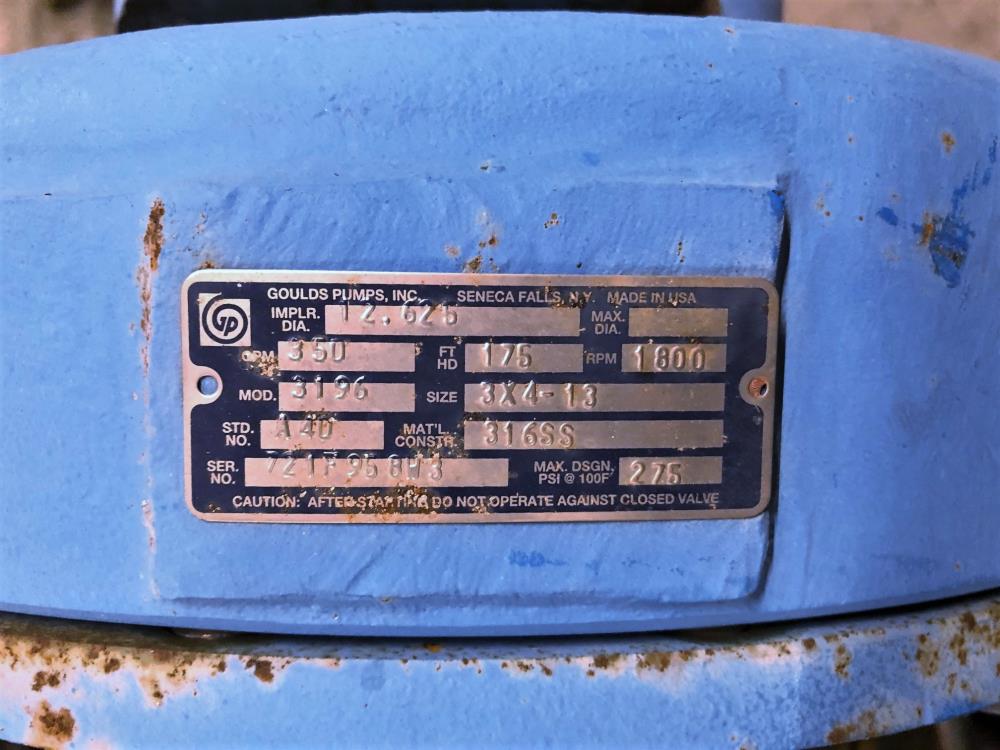 GP
GOULDS PUMPS, INC. SENECA FALLS, N.Y. MADE IN USA
IMPLR. DIA. 12.625 MAX. DIA.
GPM 350 FT HD 175 RPM 1800
MOD. 3196 SIZE 3X4-13
STD. NO. A40 MAT'L. CONSTR. 316SS
SER. NO. MAX. DSGN. PSI @ 100F 275
CAUTION: AFTER STARTING DO NOT OPERATE AGAINST CLOSED VALVE